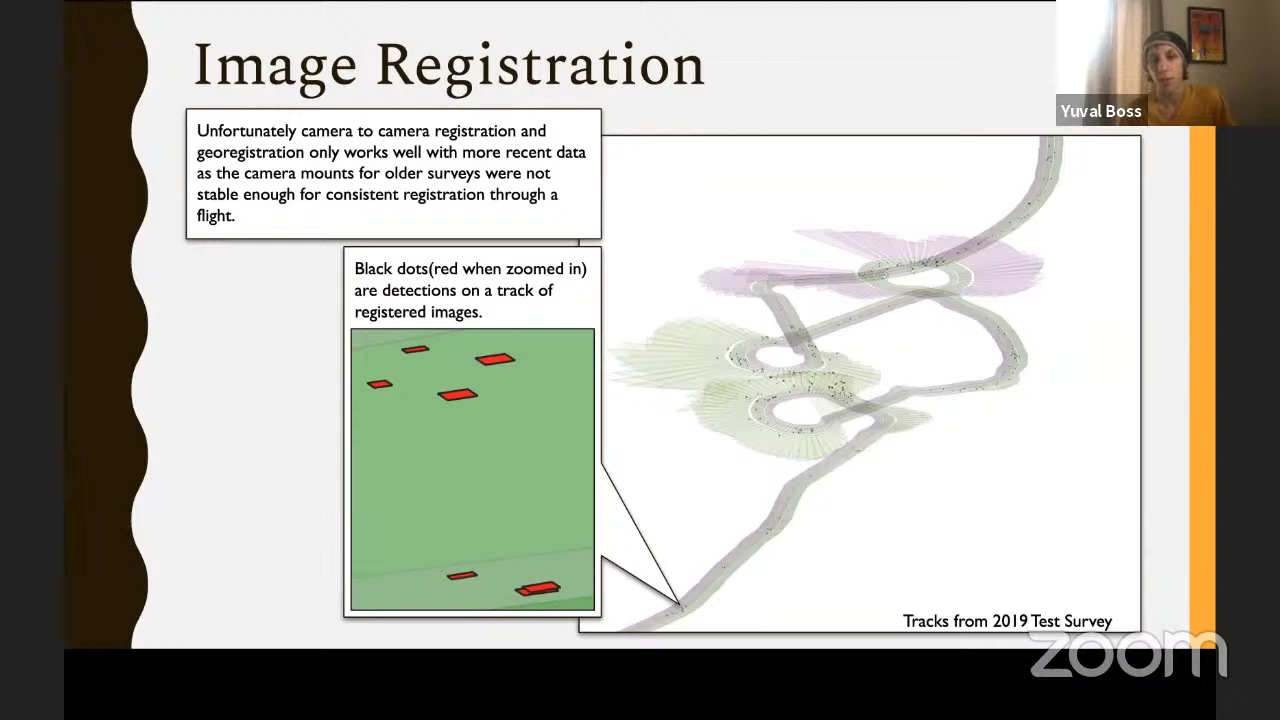 Image Registration
Yuval Boss
Unfortunately camera to camera registration and
georegistration only works well with more recent data
as the camera mounts for older surveys were not
stable enough for consistent registration through a
flight.
Black dots(red when zoomed in)
are detections on a track of
registered images.
Tracks from 2019 Test Survey
zoom